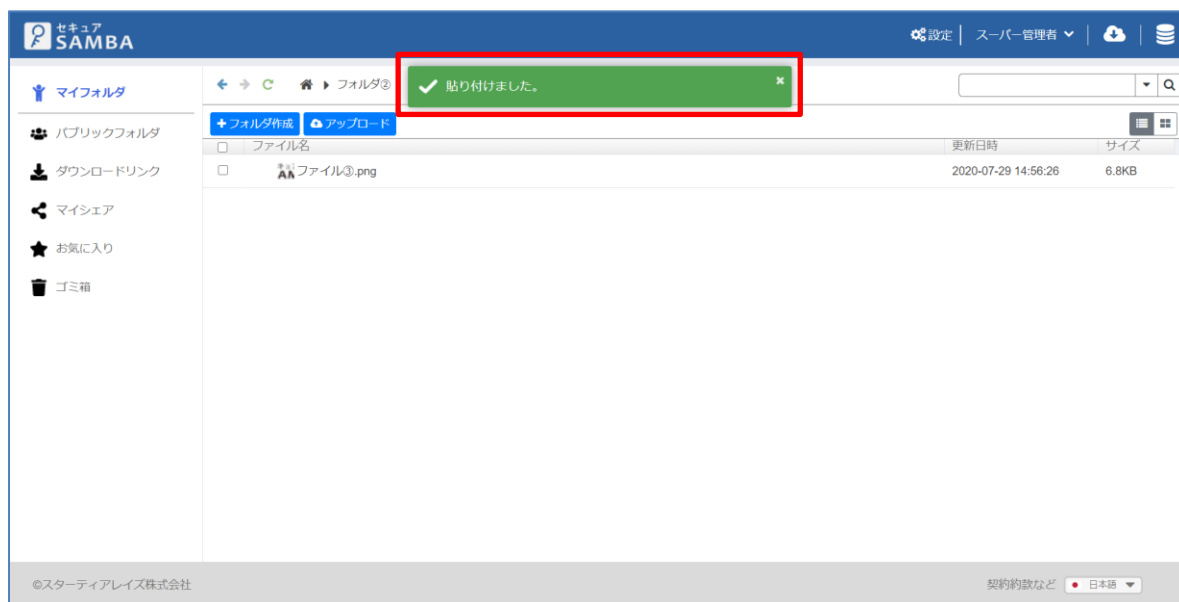 セキュア
SAMBA
設定 スーパー管理者
マイフォルダ
フォルダ②
貼り付けました。
パブリックフォルダ
+フォルダ作成 アップロード
ファイル名 更新日時 サイズ
ダウンロードリンク
ファイル③.png 2020-07-29 14:56:26 6.8KB
マイシェア
お気に入り
ゴミ箱
©スターティアレイズ株式会社
契約約款など 日本語